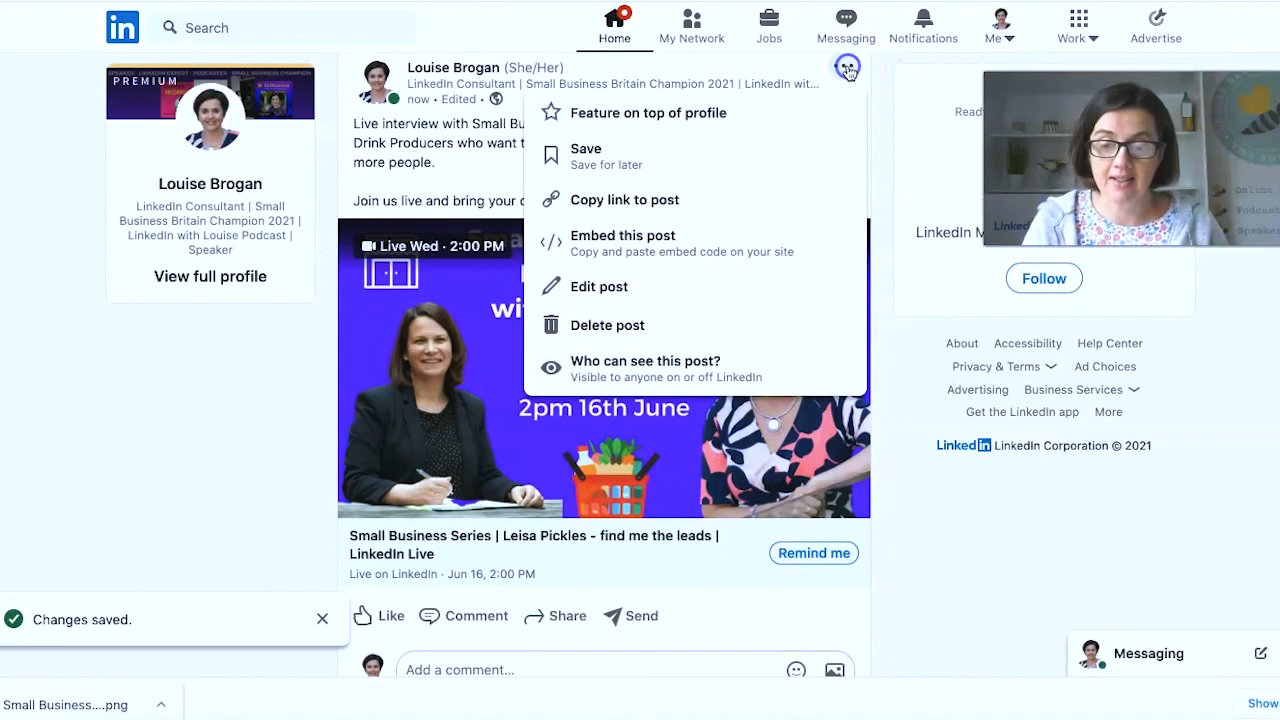 in
Search
Home
My Network
Jobs
Messaging
Notifications
Me
Work
Advertise
PREMIUM
Louise Brogan
LinkedIn Consultant | Small
Business Britain Champion 2021 |
LinkedIn with Louise Podcast |
Speaker
View full profile
Louise Brogan (She/Her)
LinkedIn Consultant | Small Business Britain Champion 2021 | LinkedIn wit...
now • Edited •
Live interview with Small Bu
Drink Producers who want t
more people.
Join us live and bring your
Feature on top of profile
Save
Save for later
Copy link to post
Embed this post
Copy and paste embed code on your site
Edit post
Delete post
Who can see this post?
Visible to anyone on or off LinkedIn
Live Wed · 2:00 PM
wi
2pm 16th June
Small Business Series | Leisa Pickles - find me the leads |
LinkedIn Live
Live on LinkedIn · Jun 16, 2:00 PM
Remind me
Like
Comment
Share
Send
Add a comment...
Read
LinkedIn M
Online
Podcast
Speaker
Follow
About Accessibility Help Center
Privacy & Terms Ad Choices
Advertising Business Services
Get the LinkedIn app More
Linked in LinkedIn Corporation © 2021
Changes saved.
Messaging
Small Business....png
Show